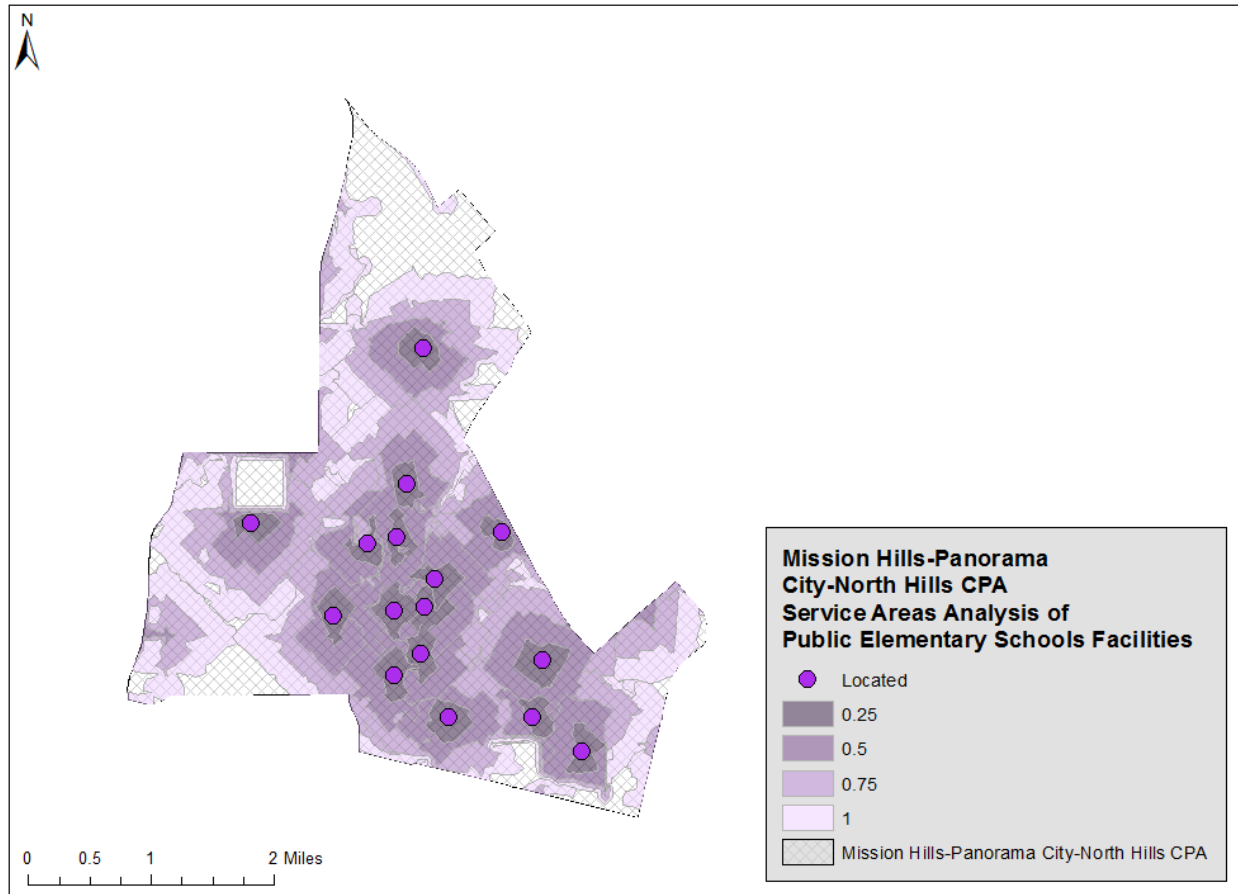 N
Mission Hills-Panorama
City-North Hills CPA
Service Areas Analysis of
Public Elementary Schools Facilities
Located
0.25
0.5
0.75
1
Mission Hills-Panorama City-North Hills CPA
0 0.5 1 2 Miles